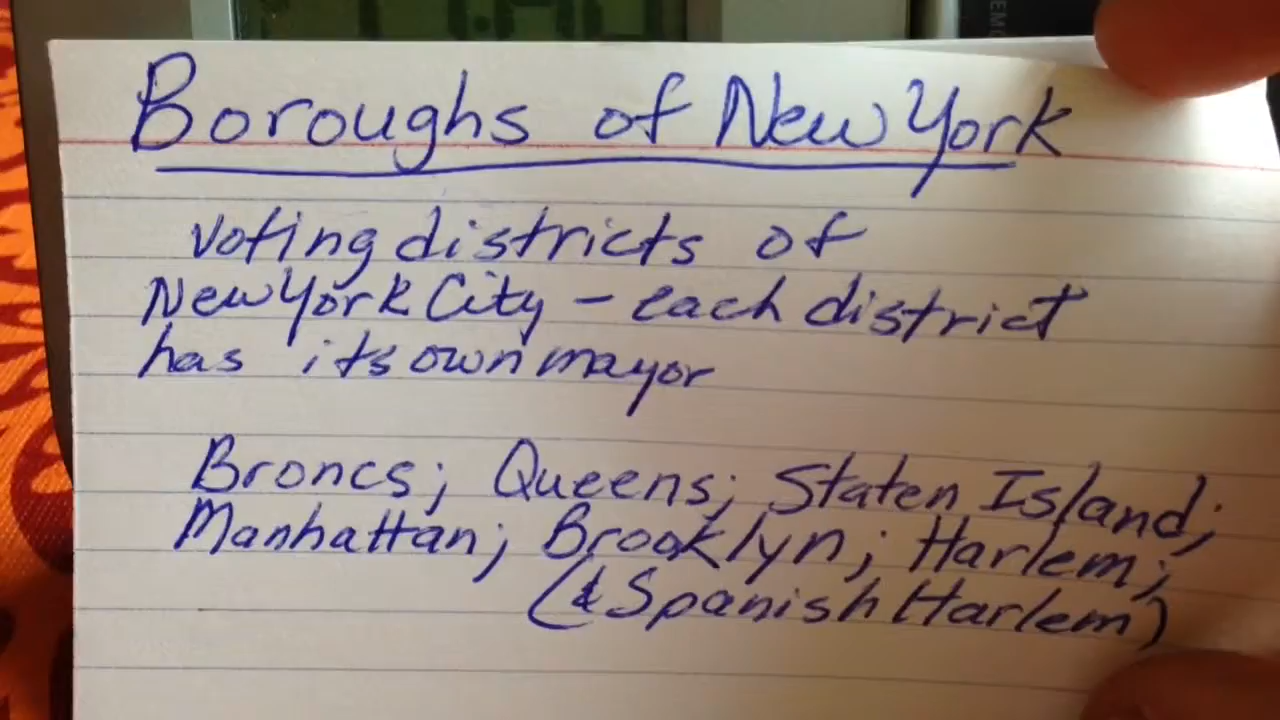 Boroughs of New York
voting districts of
New York City – each district
has its own mayor
Broncs; Queens; Staten Island;
Manhattan; Brooklyn; Harlem;
(& Spanish Harlem)